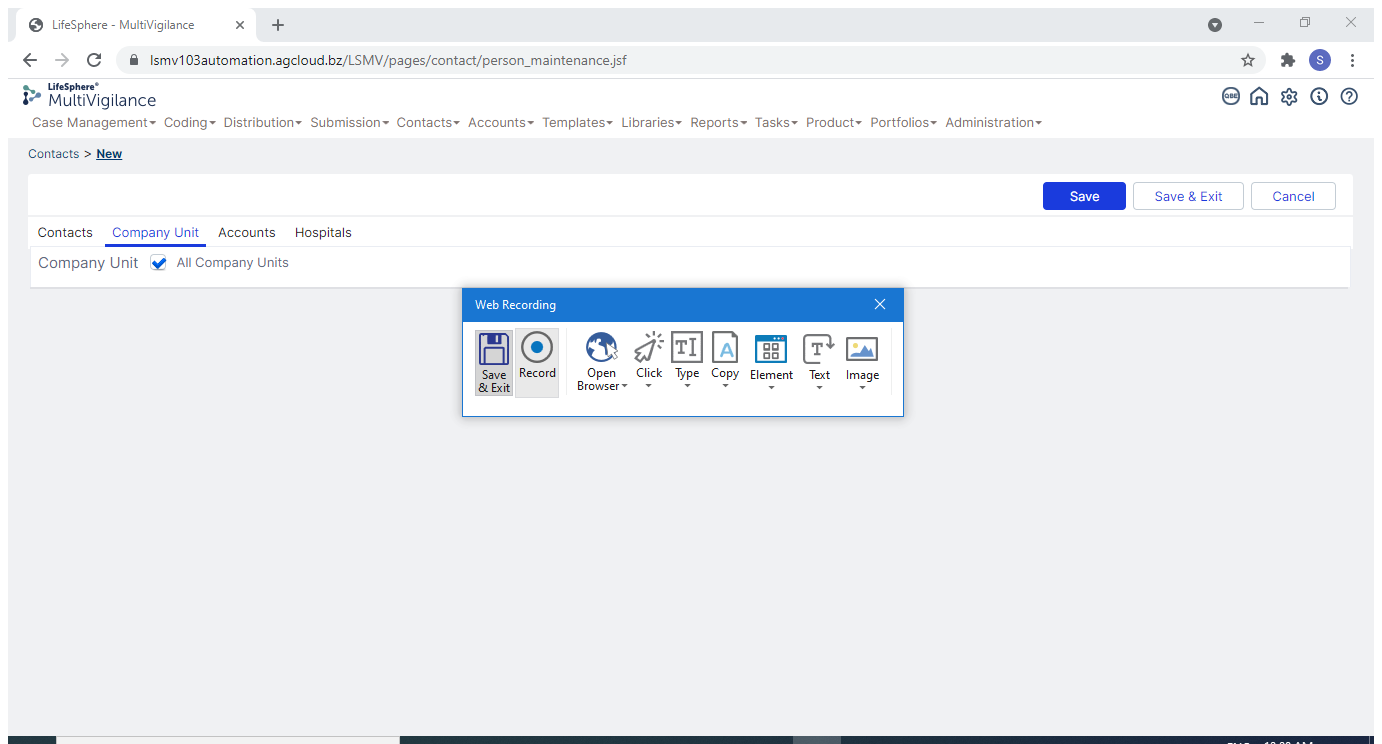 LifeSphere - MultiVigilance
lsmv103automation.agcloud.bz/LSMV/pages/contact/person_maintenance.jsf
S
LifeSphere®
MultiVigilance
QBE
Case Management Coding Distribution Submission Contacts Accounts Templates Libraries Reports Tasks Product Portfolios Administration
Contacts > New
Save Save & Exit Cancel
Contacts Company Unit Accounts Hospitals
Company Unit All Company Units
Web Recording
Save & Exit
Record
Open Browser
Click
Type
Copy
Element
Text
Image